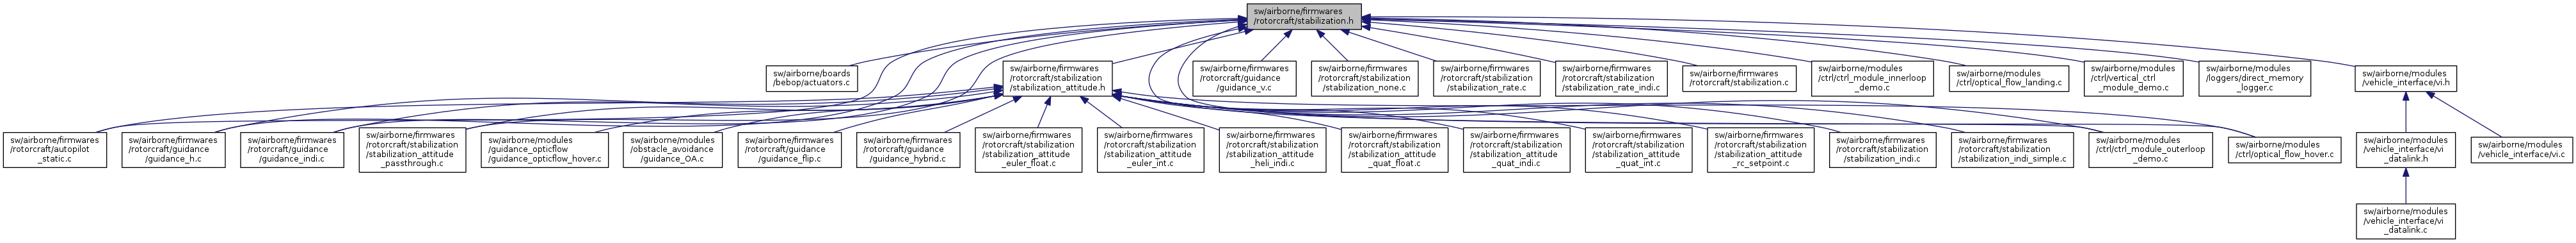 sw/airborne/firmwares
/rotorcraft/stabilization.h
sw/airborne/boards
/bebop/actuators.c
sw/airborne/firmwares
/rotorcraft/stabilization
/stabilization_attitude.h
sw/airborne/firmwares
/rotorcraft/guidance
/guidance_v.c
sw/airborne/firmwares
/rotorcraft/stabilization
/stabilization_none.c
sw/airborne/firmwares
/rotorcraft/stabilization
/stabilization_rate.c
sw/airborne/firmwares
/rotorcraft/stabilization
/stabilization_rate_indi.c
sw/airborne/firmwares
/rotorcraft/stabilization.c
sw/airborne/modules
/ctrl/ctrl_module_innerloop
_demo.c
sw/airborne/modules
/ctrl/optical_flow_landing.c
sw/airborne/modules
/ctrl/vertical_ctrl
_module_demo.c
sw/airborne/modules
/loggers/direct_memory
_logger.c
sw/airborne/modules
/vehicle_interface/vi.h
sw/airborne/firmwares
/rotorcraft/autopilot
_static.c
sw/airborne/firmwares
/rotorcraft/guidance
/guidance_h.c
sw/airborne/firmwares
/rotorcraft/guidance
/guidance_indi.c
sw/airborne/firmwares
/rotorcraft/stabilization
/stabilization_attitude
_passthrough.c
sw/airborne/modules
/guidance_opticflow
/guidance_opticflow_hover.c
sw/airborne/modules
/obstacle_avoidance
/guidance_OA.c
sw/airborne/firmwares
/rotorcraft/guidance
/guidance_flip.c
sw/airborne/firmwares
/rotorcraft/guidance
/guidance_hybrid.c
sw/airborne/firmwares
/rotorcraft/stabilization
/stabilization_attitude
_euler_float.c
sw/airborne/firmwares
/rotorcraft/stabilization
/stabilization_attitude
_euler_int.c
sw/airborne/firmwares
/rotorcraft/stabilization
/stabilization_attitude
_heli_indi.c
sw/airborne/firmwares
/rotorcraft/stabilization
/stabilization_attitude
_quat_float.c
sw/airborne/firmwares
/rotorcraft/stabilization
/stabilization_attitude
_quat_indi.c
sw/airborne/firmwares
/rotorcraft/stabilization
/stabilization_attitude
_quat_int.c
sw/airborne/firmwares
/rotorcraft/stabilization
/stabilization_attitude
_rc_setpoint.c
sw/airborne/firmwares
/rotorcraft/stabilization
/stabilization_indi.c
sw/airborne/firmwares
/rotorcraft/stabilization
/stabilization_indi_simple.c
sw/airborne/modules
/ctrl/ctrl_module_outerloop
_demo.c
sw/airborne/modules
/ctrl/optical_flow_hover.c
sw/airborne/modules
/vehicle_interface/vi
_datalink.h
sw/airborne/modules
/vehicle_interface/vi.c
sw/airborne/modules
/vehicle_interface/vi
_datalink.c